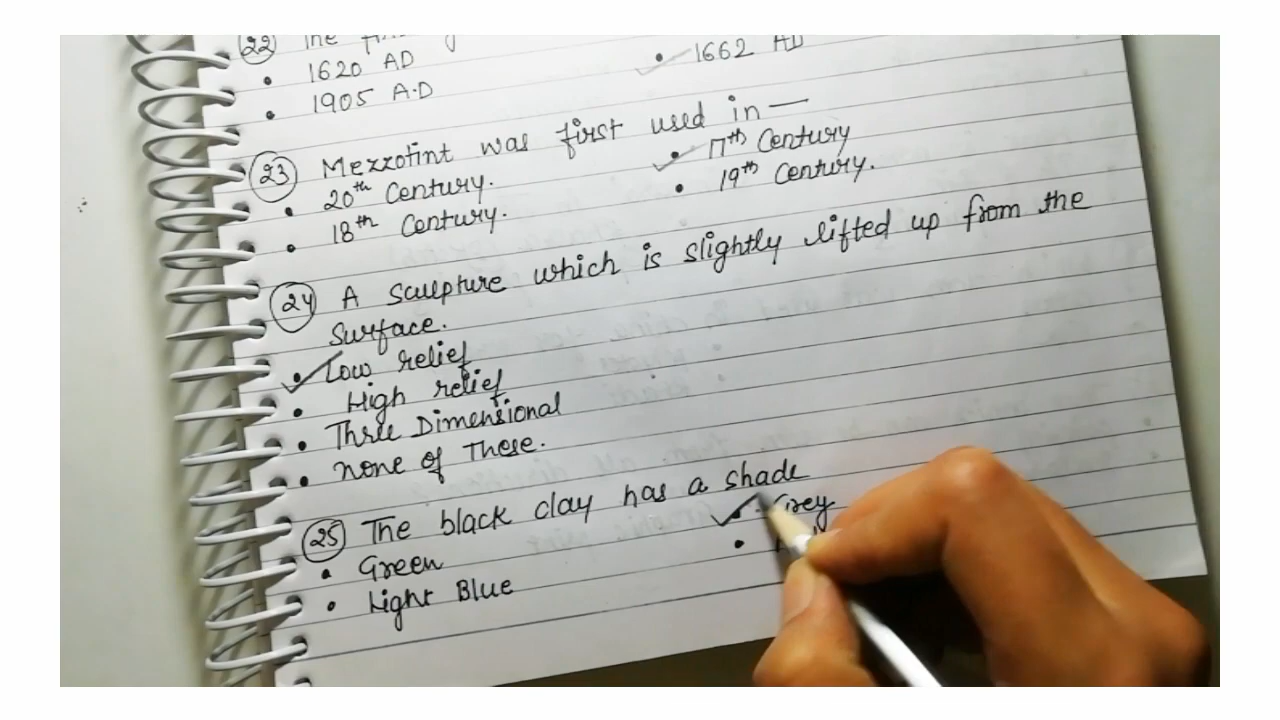 22 The
1620 AD 1662 AD
1905 A.D
23 Mezzotint was first used in —
20th Century. 17th Century
18th Century. 19th Century.
24 A sculpture which is slightly lifted up from the
Surface.
Low relief
High relief
Three Dimensional
None of These.
25 The black clay has a shade
Green Grey
Light Blue